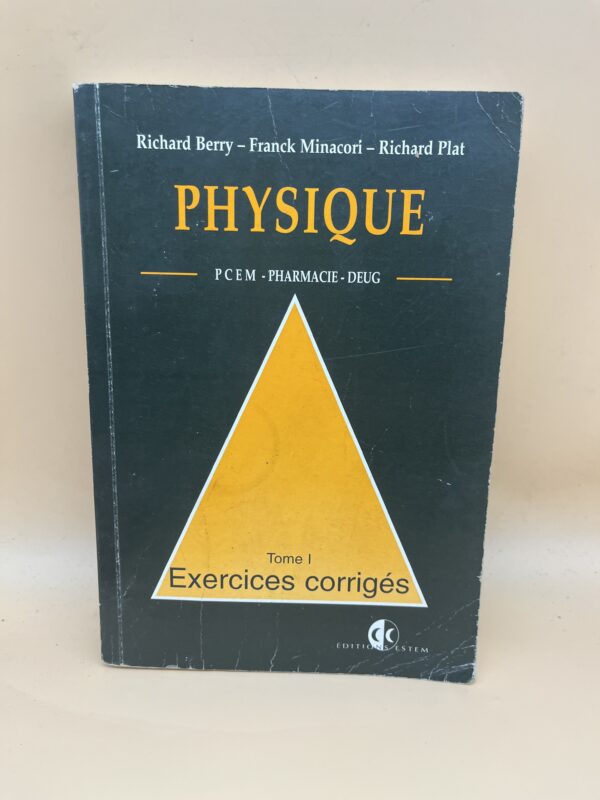 Richard Berry – Franck Minacori – Richard Plat
PHYSIQUE
PCEM - PHARMACIE - DEUG
Tome I
Exercices corrigés
ÉDITIONS ESTEM